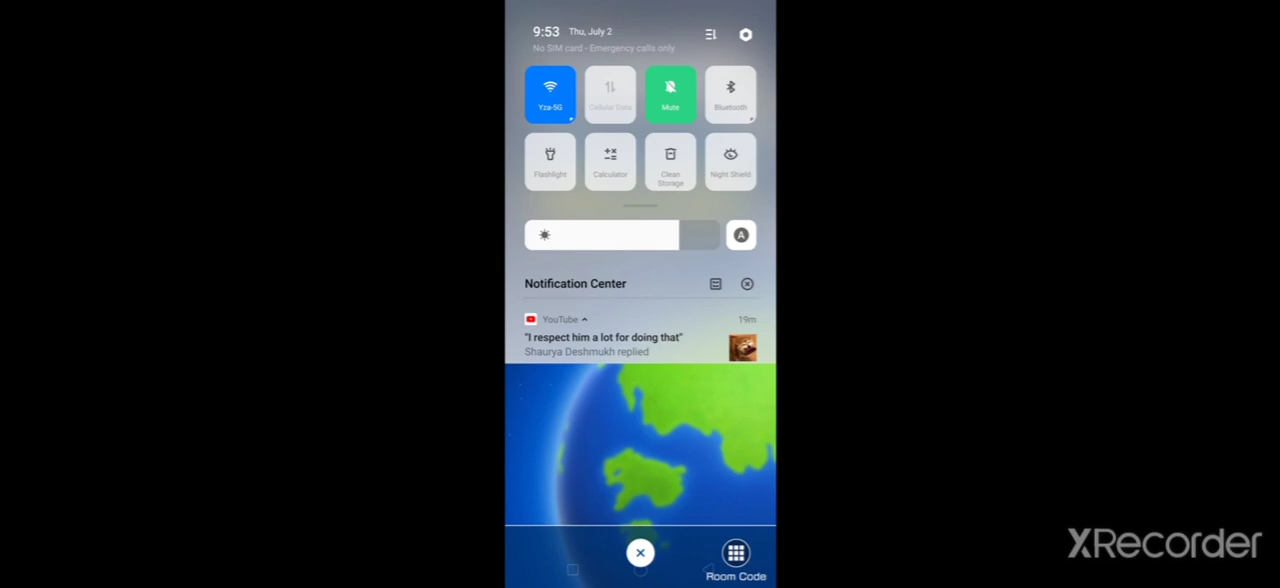 9:53 Thu, July 2
No SIM card - Emergency calls only
Yza-5G Cellular Data Mute Bluetooth
Flashlight Calculator Clean Storage Night Shield
A
Notification Center
YouTube 19m
"I respect him a lot for doing that"
Shaurya Deshmukh replied
Room Code
XRecorder